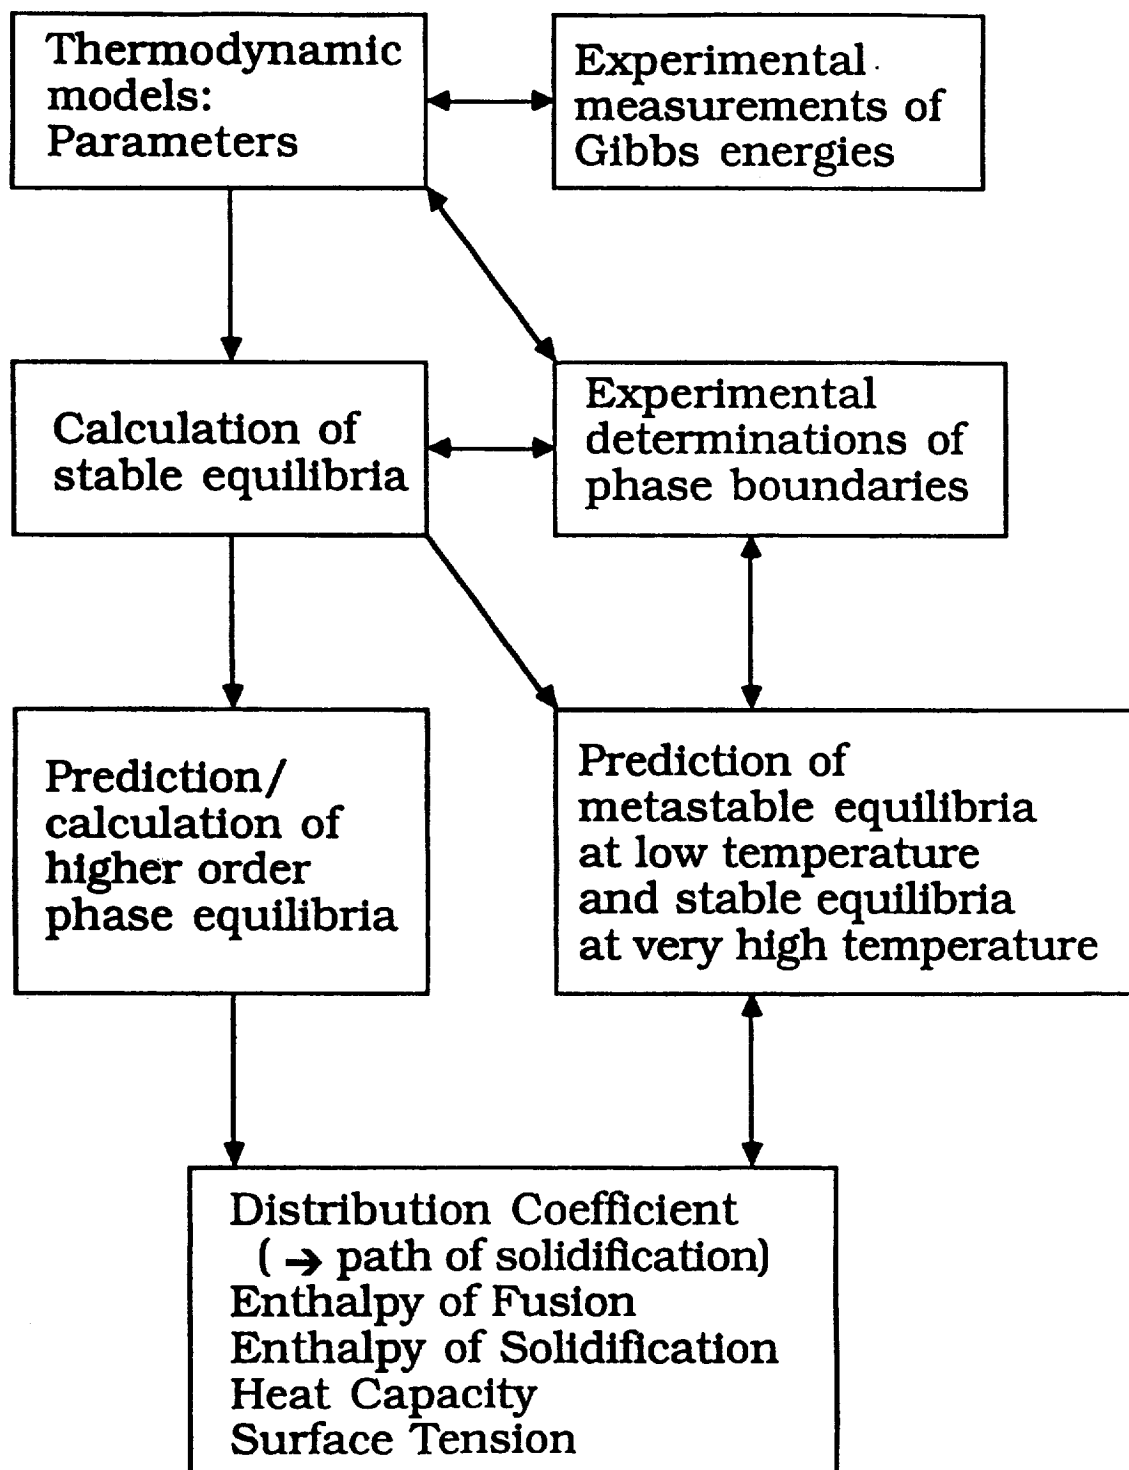 Thermodynamic
models:
Parameters
Experimental
measurements of
Gibbs energies
Calculation of
stable equilibria
Experimental
determinations of
phase boundaries
Prediction/
calculation of
higher order
phase equilibria
Prediction of
metastable equilibria
at low temperature
and stable equilibria
at very high temperature
Distribution Coefficient
( → path of solidification)
Enthalpy of Fusion
Enthalpy of Solidification
Heat Capacity
Surface Tension